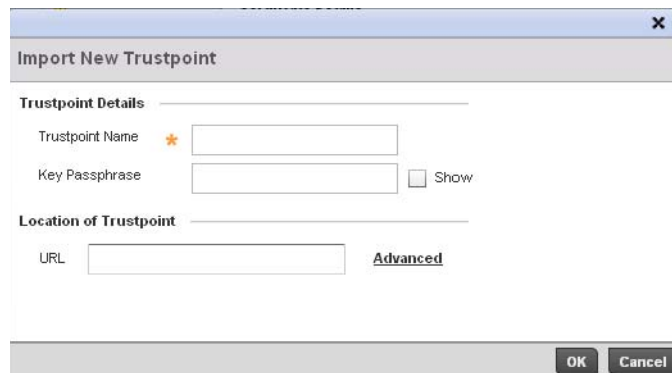 Import New Trustpoint
Trustpoint Details
Trustpoint Name *
Key Passphrase Show
Location of Trustpoint
URL Advanced
OK Cancel